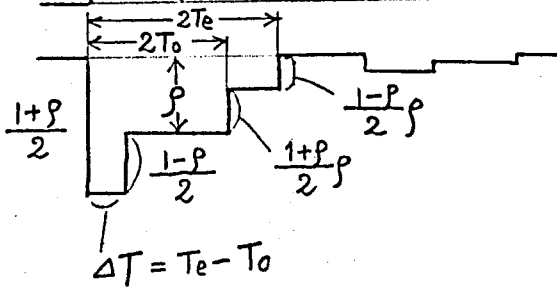 2Te
2To
ρ
1+ρ/2
1-ρ/2
1+ρ/2 ρ
1-ρ/2 ρ
ΔT = Te - To